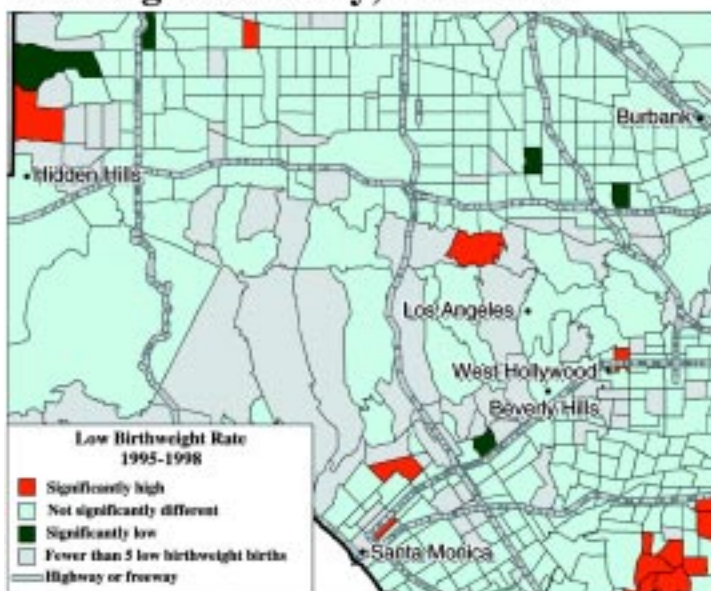 Burbank
Hidden Hills
Los Angeles
West Hollywood
Beverly Hills
Low Birthweight Rate
1995-1998
Significantly high
Not significantly different
Significantly low
Fewer than 5 low birthweight births
Highway or freeway
Santa Monica